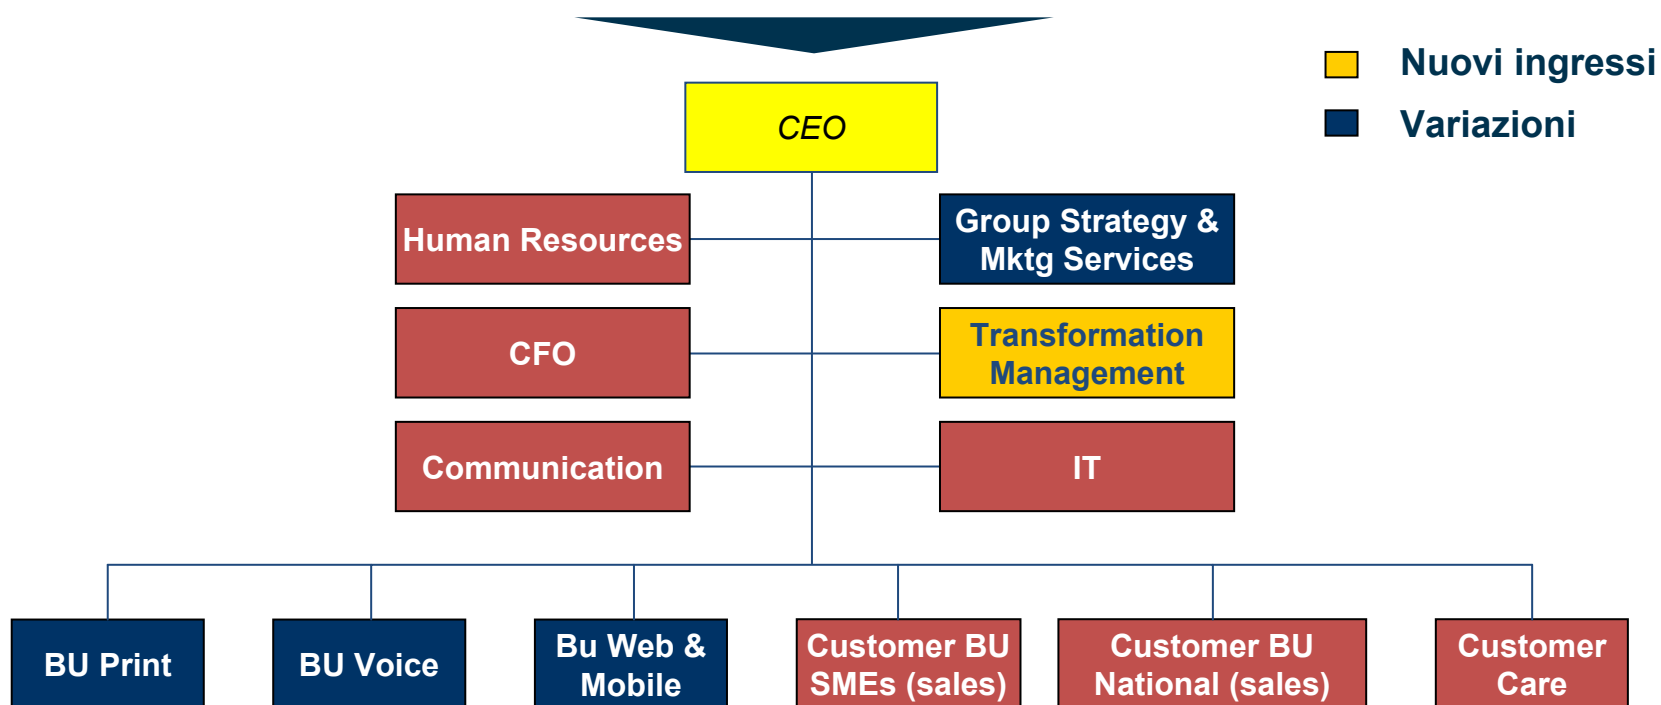 Nuovi ingressi
Variazioni
CEO
Human Resources
Group Strategy &
Mktg Services
CFO
Transformation
Management
Communication
IT
BU Print
BU Voice
Bu Web &
Mobile
Customer BU
SMEs (sales)
Customer BU
National (sales)
Customer
Care